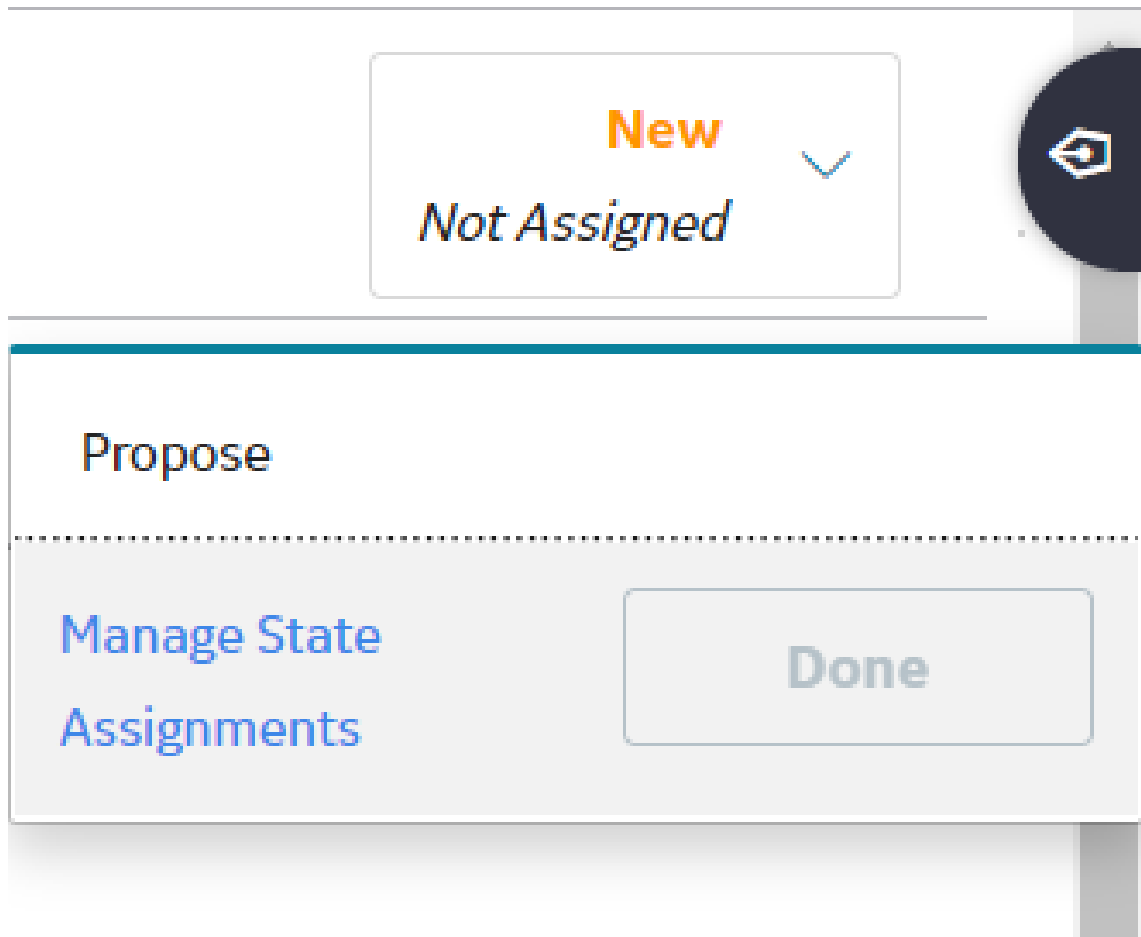 New
Not Assigned
Propose
Manage State
Assignments
Done